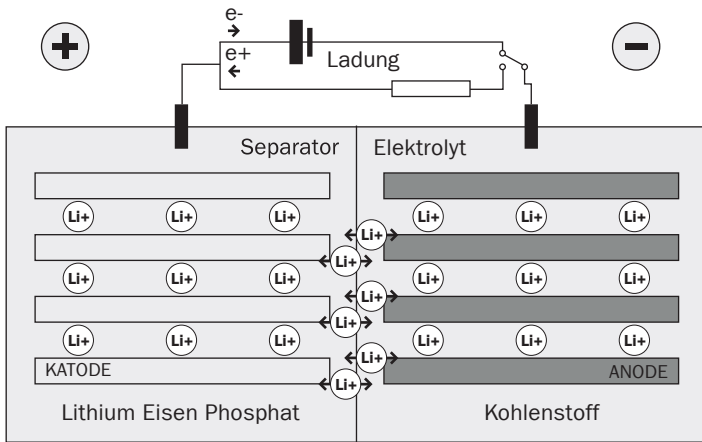 +
e-
e+
Ladung
−
Separator
Elektrolyt
Li+ Li+ Li+ Li+ Li+ Li+
Li+
Li+
Li+ Li+ Li+ Li+ Li+ Li+
Li+
Li+
Li+ Li+ Li+ Li+ Li+ Li+
Li+
KATODE
ANODE
Li+
Lithium Eisen Phosphat
Kohlenstoff